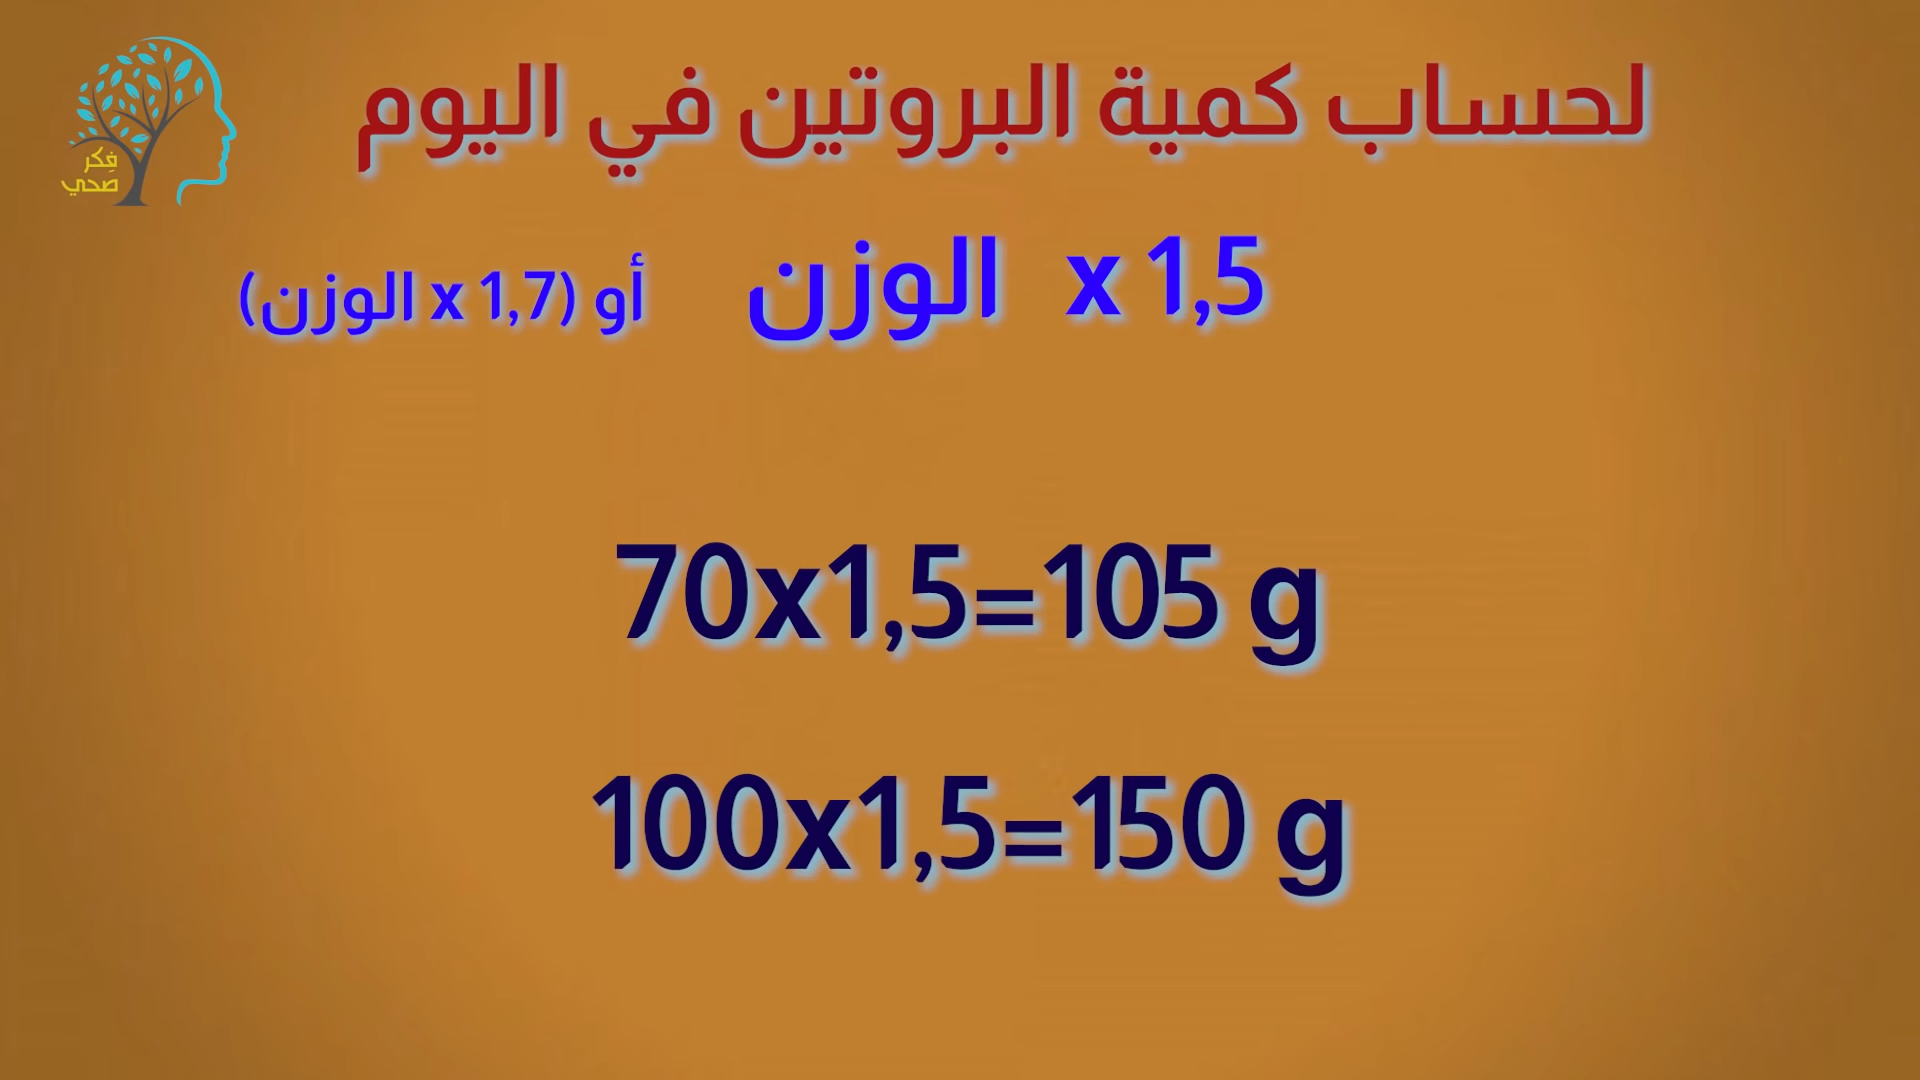 فِكر
صحي
لحساب كمية البروتين في اليوم
الوزن x 1,5 أو (الوزن x 1,7)
70x1,5=105 g
100x1,5=150 g